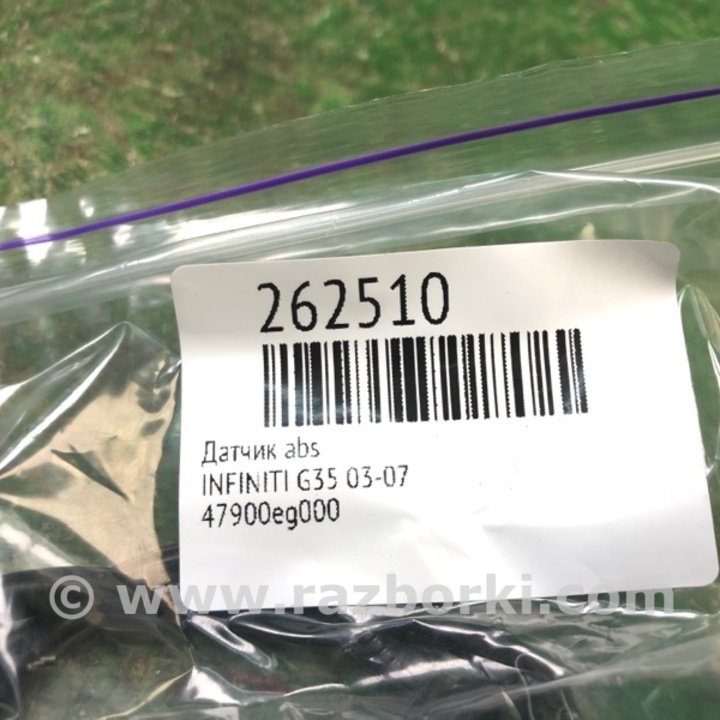 262510
Датчик abs
INFINITI G35 03-07
47900eg000
© www.razborki.com